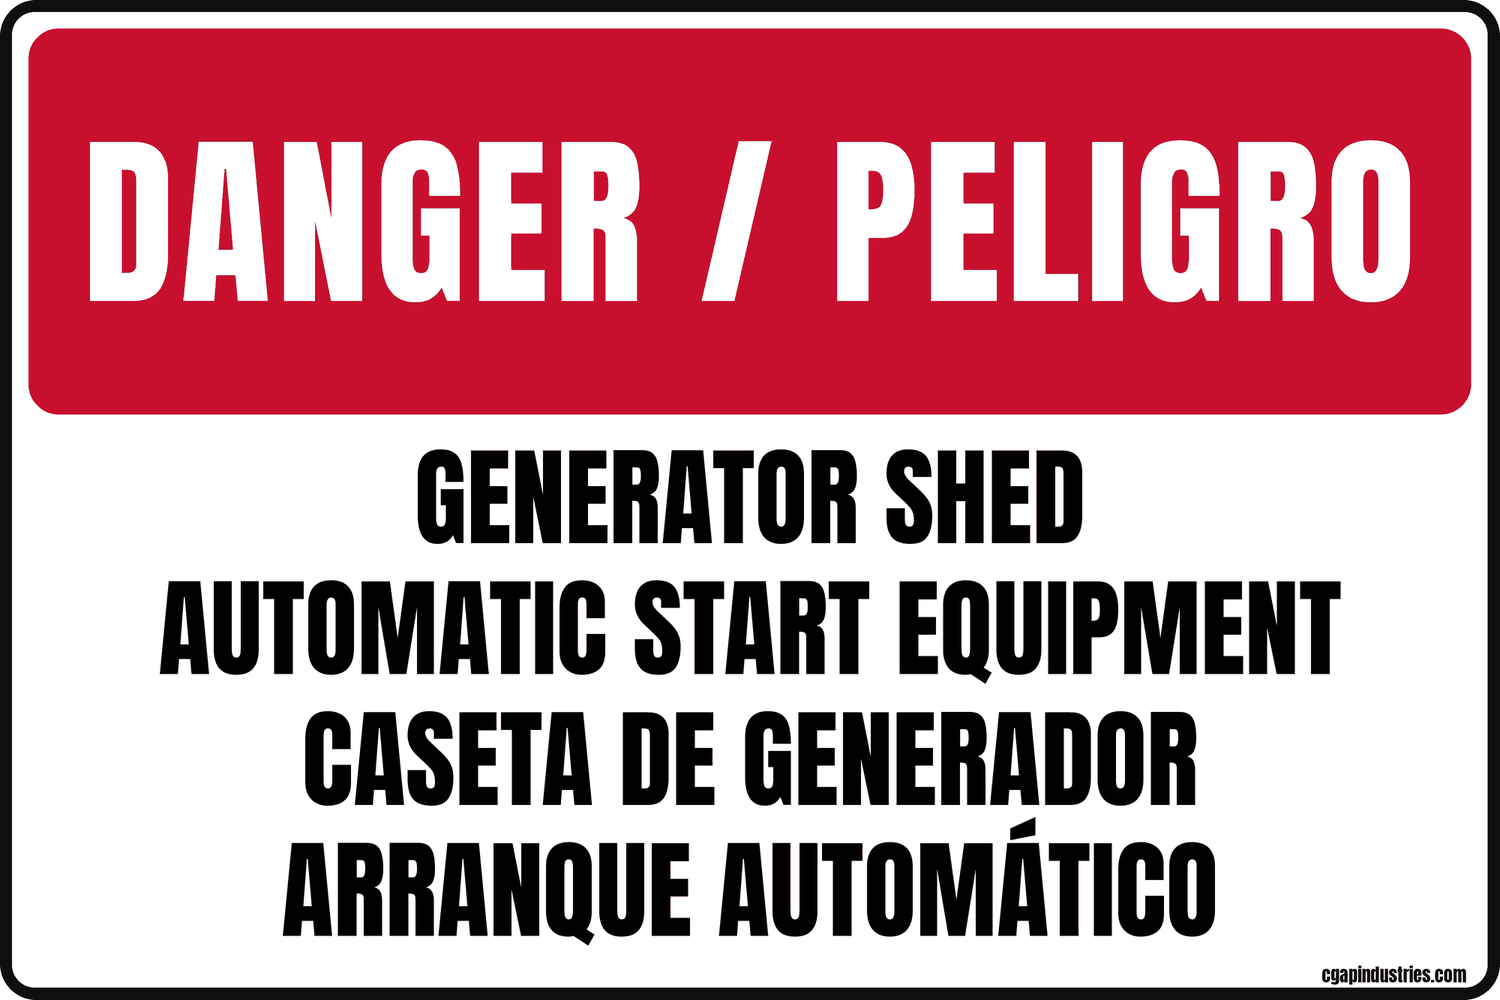 DANGER / PELIGRO
GENERATOR SHED
AUTOMATIC START EQUIPMENT
CASETA DE GENERADOR
ARRANQUE AUTOMÁTICO
cgapindustries.com